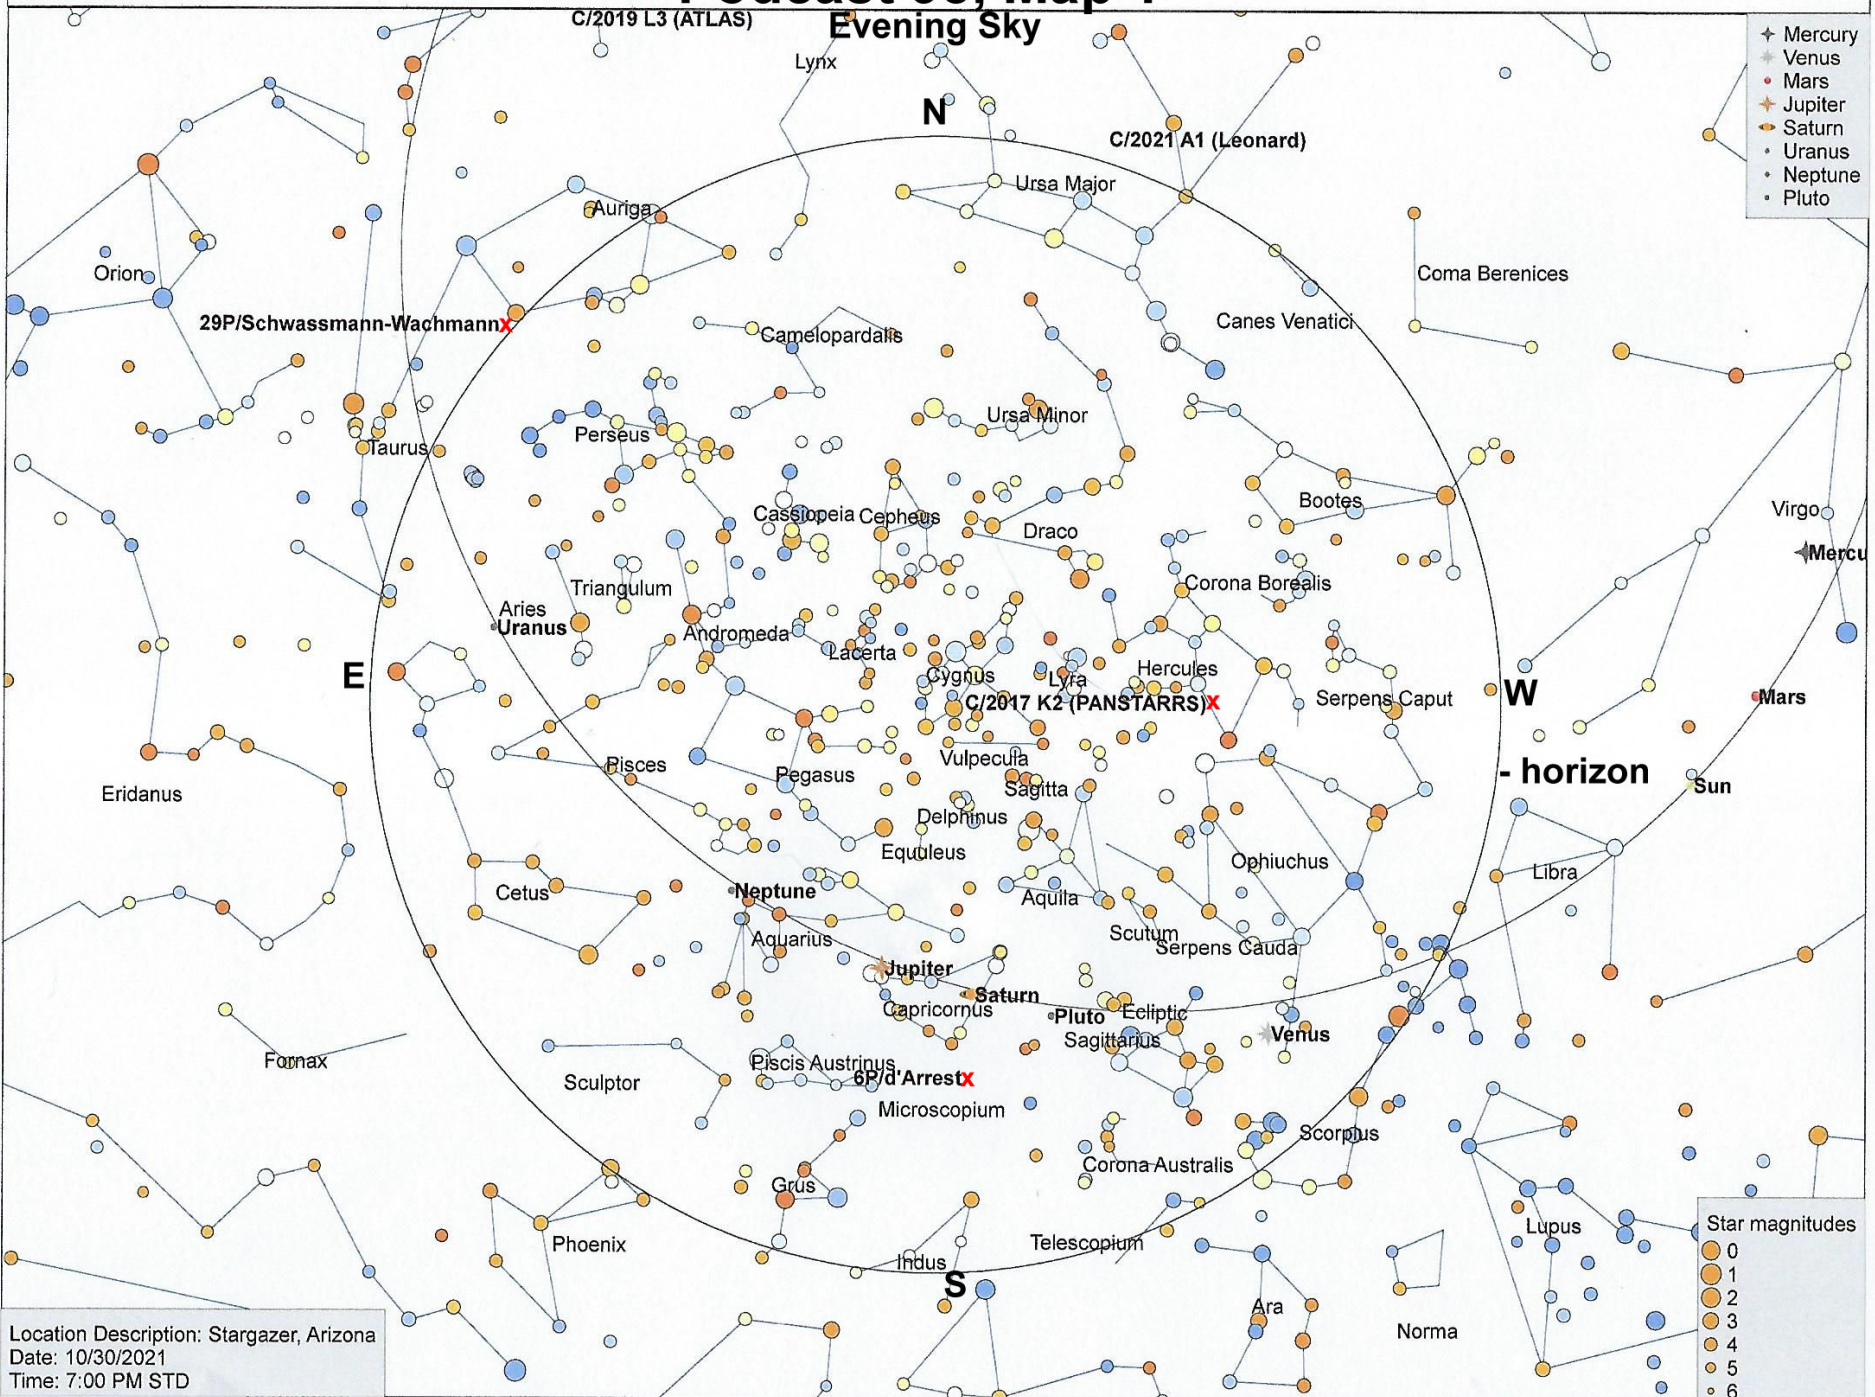 C/2019 L3 (ATLAS)
Evening Sky
Lynx
N
C/2021 A1 (Leonard)
Mercury
Venus
Mars
Jupiter
Saturn
Uranus
Neptune
Pluto
Ursa Major
Auriga
Orion
Coma Berenices
29P/Schwassmann-Wachmann x
Camelopardalis
Canes Venatici
Ursa Minor
Perseus
Taurus
Bootes
Virgo
Cassiopeia
Cepheus
Draco
Mercu
Triangulum
Corona Borealis
Aries
Uranus
Andromeda
Lacerta
E
Cygnus
Lyra
Hercules
W
Serpens Caput
Mars
C/2017 K2 (PANSTARRS) x
Vulpecula
Pisces
Pegasus
- horizon
Sagitta
Sun
Eridanus
Delphinus
Equuleus
Ophiuchus
Libra
Cetus
Neptune
Aquila
Aquarius
Scutum
Serpens Cauda
Jupiter
Saturn
Capricornus
Pluto
Ecliptic
Sagittarius
Venus
Fornax
Piscis Austrinus
Sculptor
6P/d'Arrest x
Microscopium
Scorpius
Corona Australis
Grus
Lupus
Star magnitudes
0
1
2
3
4
5
6
Phoenix
Telescopium
Indus
S
Ara
Norma
Location Description: Stargazer, Arizona
Date: 10/30/2021
Time: 7:00 PM STD